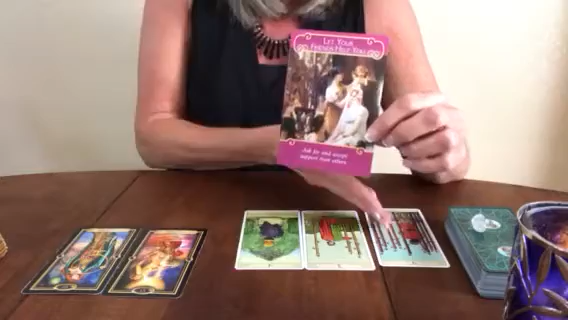 Let Your
Friends Help You
Ask for and accept
support from others